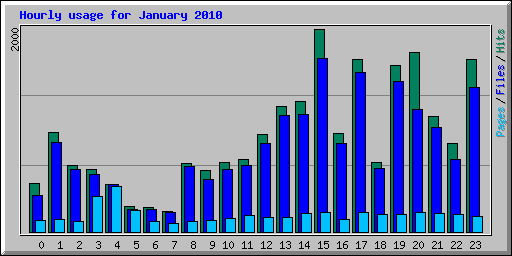 Hourly usage for January 2010
2000
Pages / Files / Hits
0 1 2 3 4 5 6 7 8 9 10 11 12 13 14 15 16 17 18 19 20 21 22 23